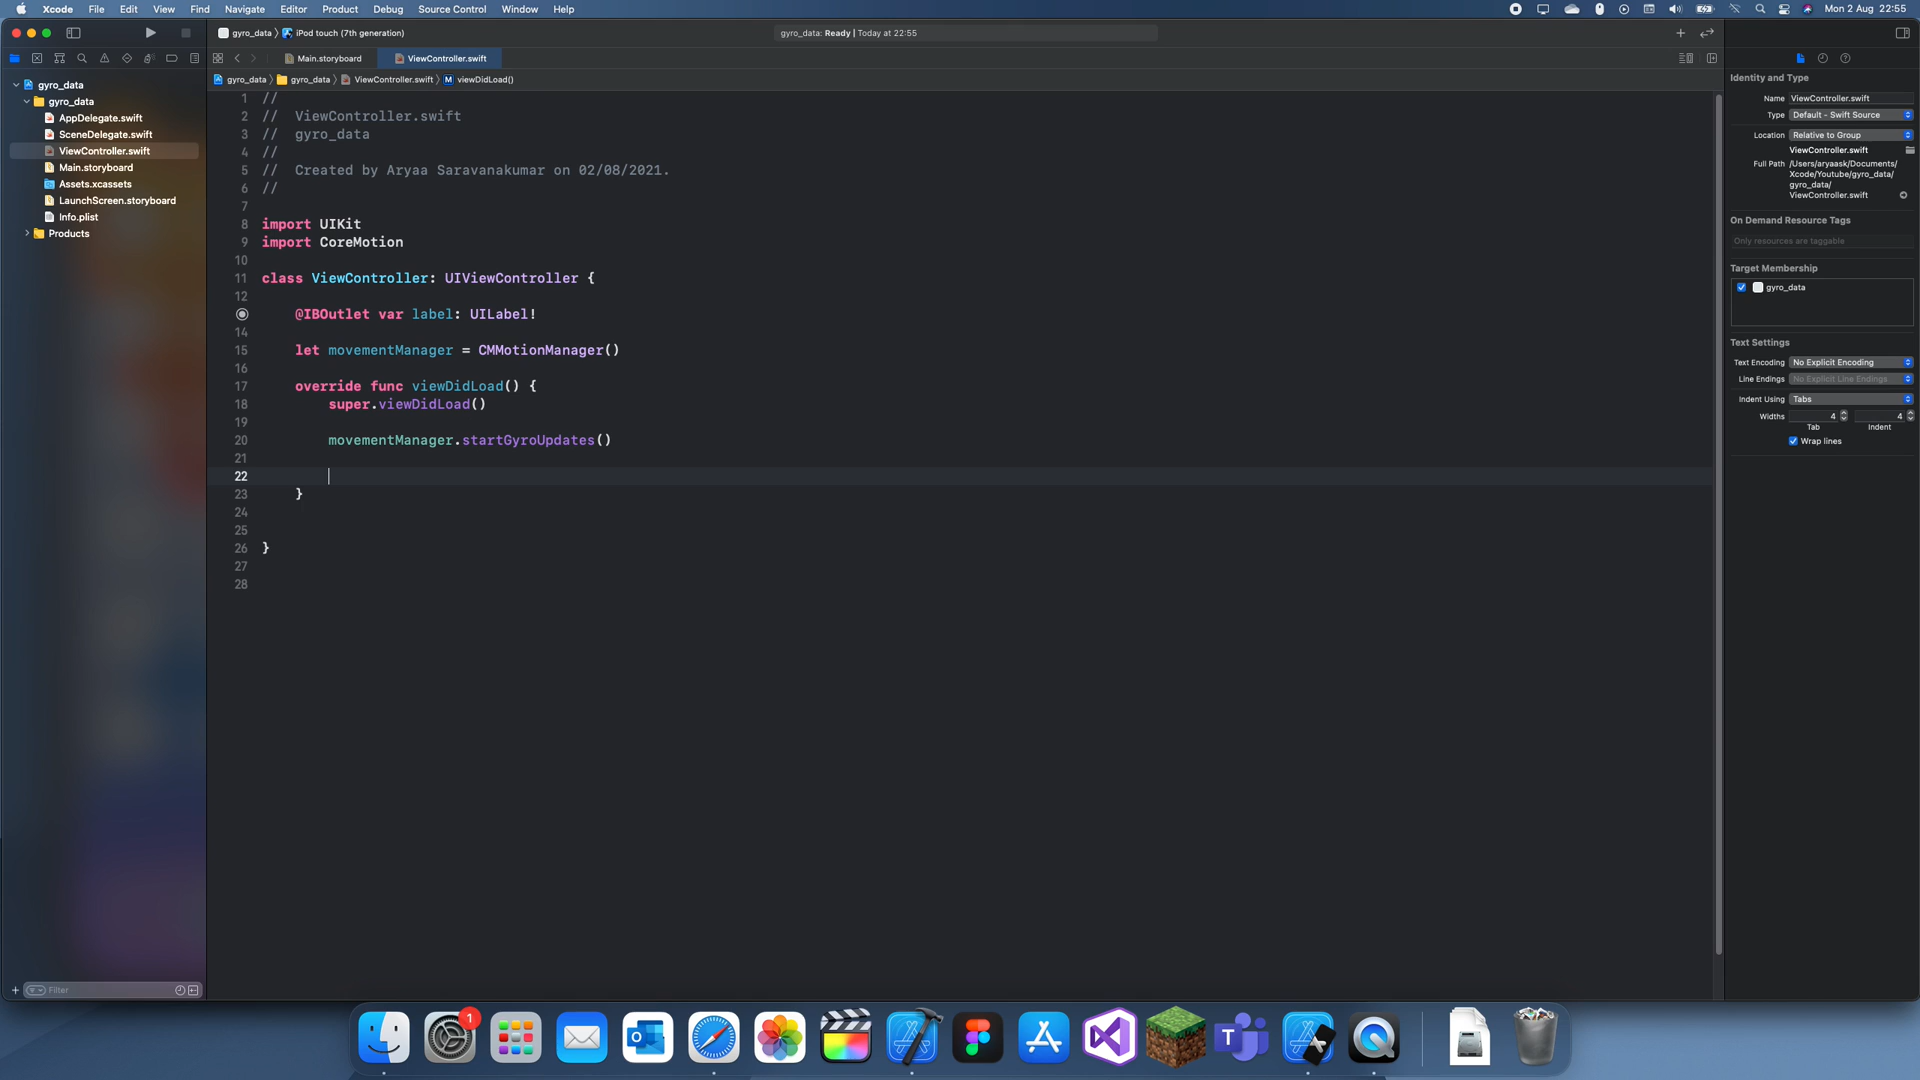 Xcode File Edit View Find Navigate Editor Product Debug Source Control Window Help Mon 2 Aug 22:55
gyro_data iPod touch (7th generation) gyro_data: Ready | Today at 22:55
Main.storyboard ViewController.swift
gyro_data gyro_data ViewController.swift M viewDidLoad()
gyro_data
gyro_data
AppDelegate.swift
SceneDelegate.swift
ViewController.swift
Main.storyboard
Assets.xcassets
LaunchScreen.storyboard
Info.plist
Products
Filter
1 //
2 // ViewController.swift
3 // gyro_data
4 //
5 // Created by Aryaa Saravanakumar on 02/08/2021.
6 //
7
8 import UIKit
9 import CoreMotion
10
11 class ViewController: UIViewController {
12
@IBOutlet var label: UILabel!
14
15 let movementManager = CMMotionManager()
16
17 override func viewDidLoad() {
18 super.viewDidLoad()
19
20 movementManager.startGyroUpdates()
21
22
23 }
24
25
26 }
27
28
Identity and Type
Name ViewController.swift
Type Default - Swift Source
Location Relative to Group
ViewController.swift
Full Path /Users/aryaask/Documents/
Xcode/Youtube/gyro_data/
gyro_data/
ViewController.swift
On Demand Resource Tags
Only resources are taggable
Target Membership
gyro_data
Text Settings
Text Encoding No Explicit Encoding
Line Endings No Explicit Line Endings
Indent Using Tabs
Widths 4 4
Tab Indent
Wrap lines
1